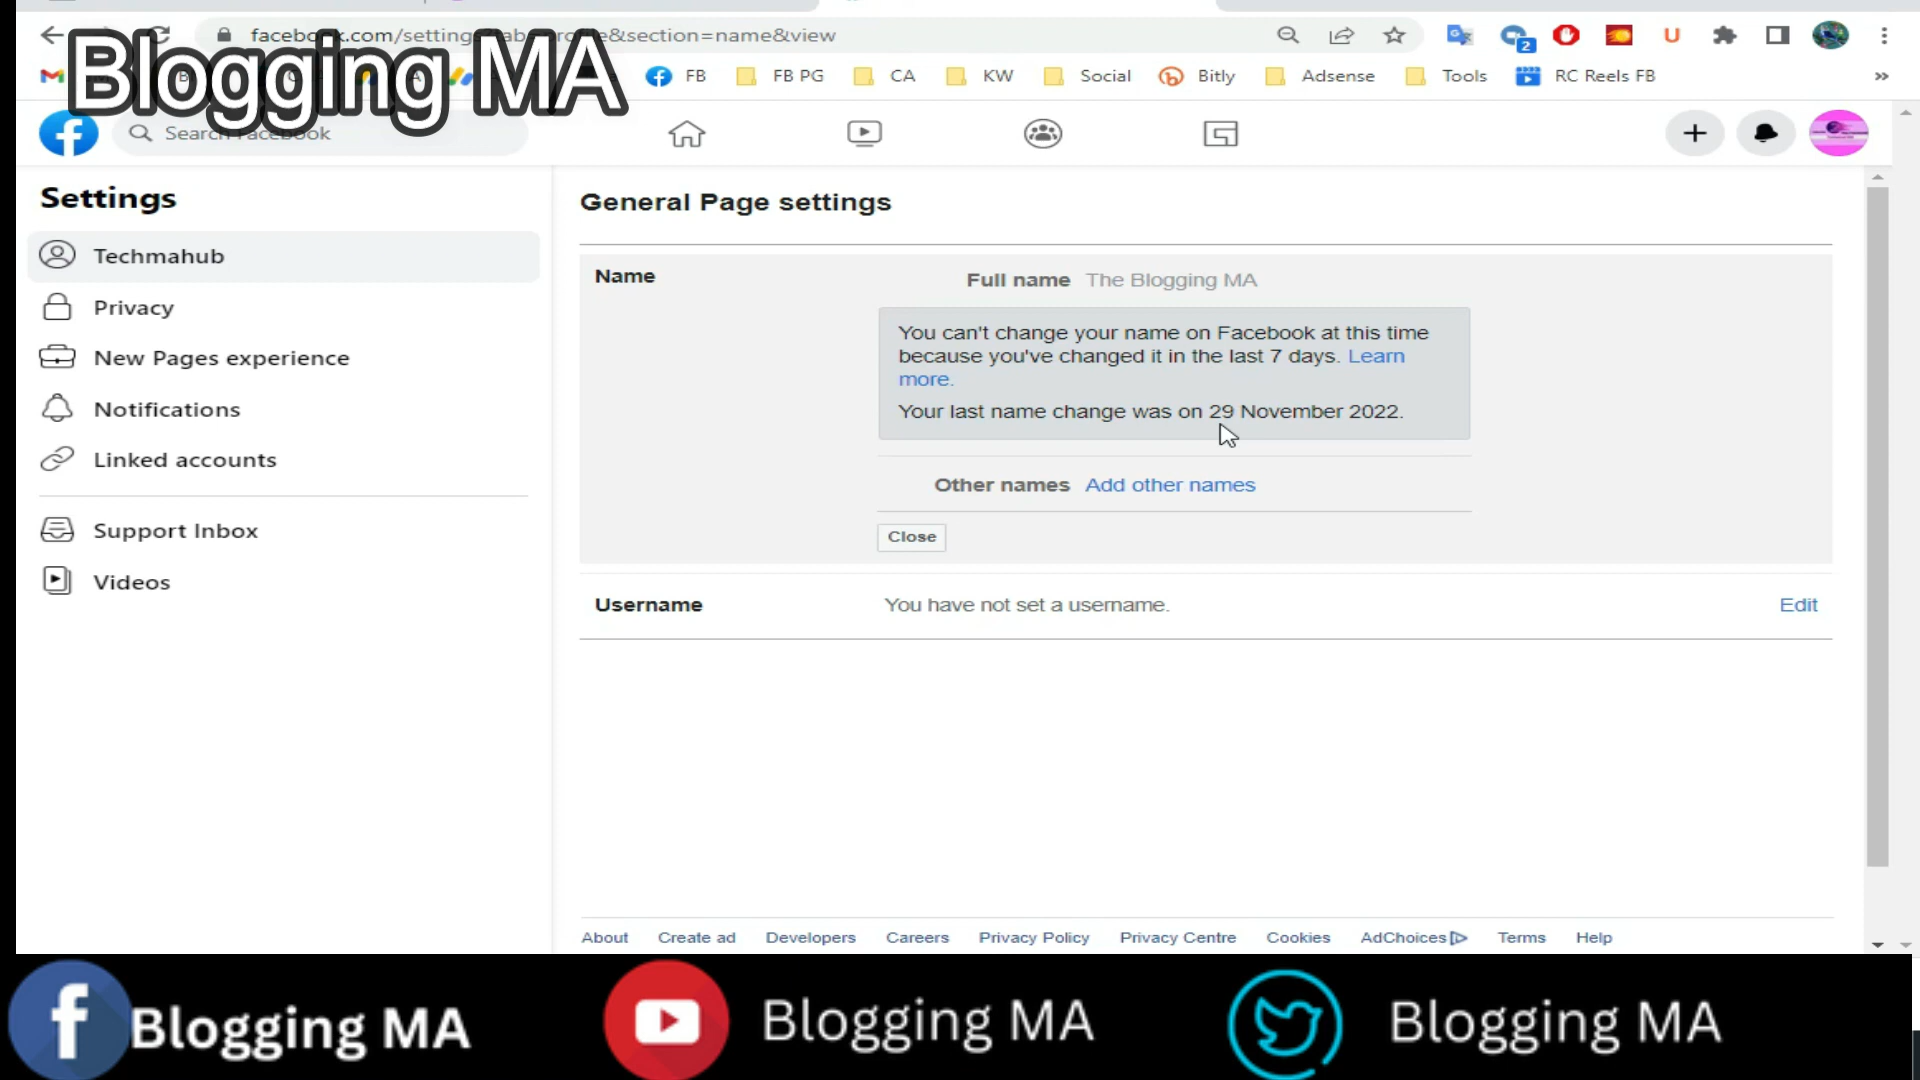 Blogging MA
facebook.com/setting
&section=name&view
FB
FB PG
CA
KW
Social
Bitly
Adsense
Tools
RC Reels FB
»
2
U
Search Facebook
Settings
Techmahub
Privacy
New Pages experience
Notifications
Linked accounts
Support Inbox
Videos
General Page settings
Name
Full name The Blogging MA
You can't change your name on Facebook at this time
because you've changed it in the last 7 days. Learn
more.
Your last name change was on 29 November 2022.
Other names Add other names
Close
Username You have not set a username. Edit
About Create ad Developers Careers Privacy Policy Privacy Centre Cookies AdChoices Terms Help
Blogging MA
Blogging MA
Blogging MA